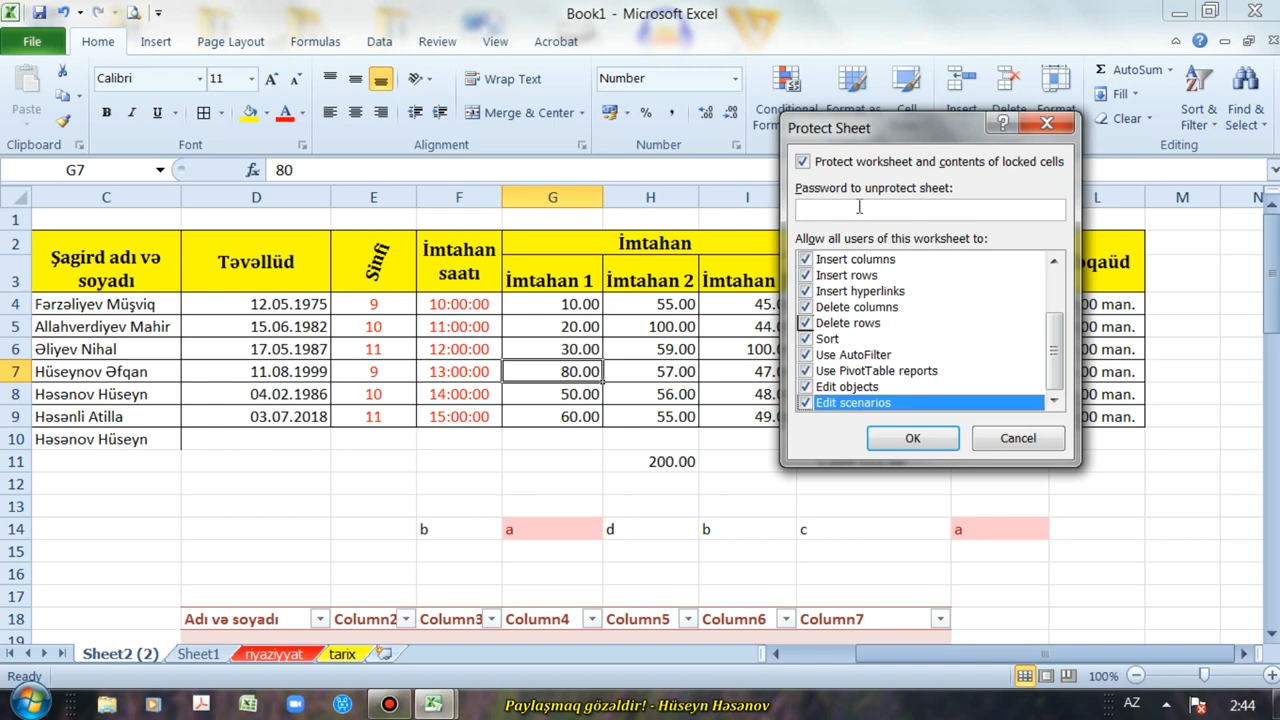 Book1 - Microsoft Excel
File Home Insert Page Layout Formulas Data Review View Acrobat
Paste
Clipboard
Calibri 11
B I U
Font
Wrap Text
Merge & Center
Alignment
Number
%
Number
Conditional Format as Cell
Insert Delete Format
AutoSum
Fill
Clear
Sort & Filter
Find & Select
Editing
G7 fx 80
C D E F G H I L M N
1
2 Şagird adı və soyadı Təvəllüd Sinfi İmtahan saatı İmtahan
3 İmtahan 1 İmtahan 2 İmtahan
4 Fərzəliyev Müşviq 12.05.1975 9 10:00:00 10.00 55.00 45.
5 Allahverdiyev Mahir 15.06.1982 10 11:00:00 20.00 100.00 44.
6 Əliyev Nihal 17.05.1987 11 12:00:00 30.00 59.00 100.
7 Hüseynov Əfqan 11.08.1999 9 13:00:00 80.00 57.00 47.
8 Həsənov Hüseyn 04.02.1986 10 14:00:00 50.00 56.00 48. 00 man.
9 Həsənli Atilla 03.07.2018 11 15:00:00 60.00 55.00 49. 00 man.
10 Həsənov Hüseyn
11 200.00
12
13
14 b a d b c a
15
16
17
18 Adı və soyadı Column2 Column3 Column4 Column5 Column6 Column7
19
Protect Sheet
Protect worksheet and contents of locked cells
Password to unprotect sheet:
Allow all users of this worksheet to:
Insert columns
Insert rows
Insert hyperlinks
Delete columns
Delete rows
Sort
Use AutoFilter
Use PivotTable reports
Edit objects
Edit scenarios
OK Cancel
qaüd
00 man.
00 man.
00 man.
00 man.
Sheet2 (2) Sheet1 riyaziyyat tarix
Ready 100%
Paylaşmaq gözəldir! - Hüseyn Həsənov
AZ 2:44